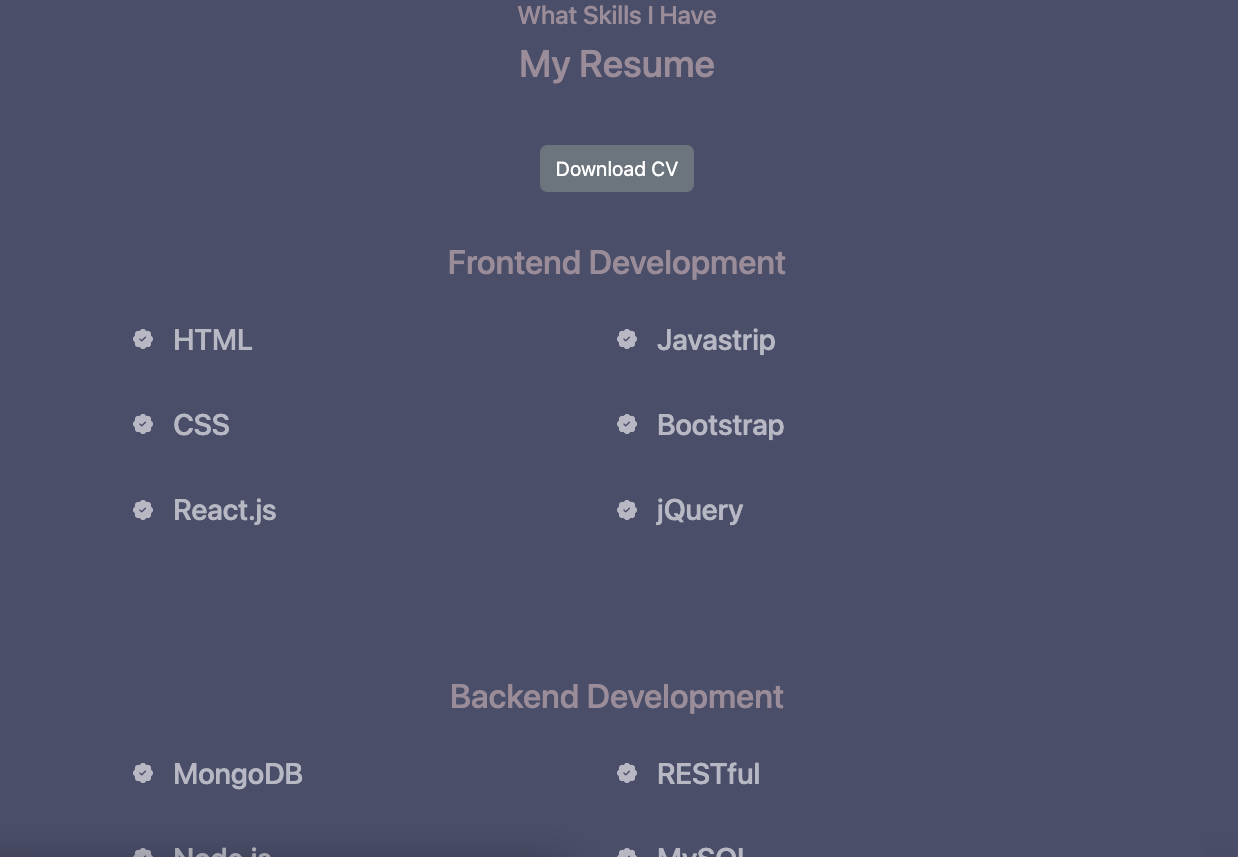 What Skills I Have
My Resume
Download CV
Frontend Development
HTML
Javastrip
CSS
Bootstrap
React.js
jQuery
Backend Development
MongoDB
RESTful
Node.js
MySQL